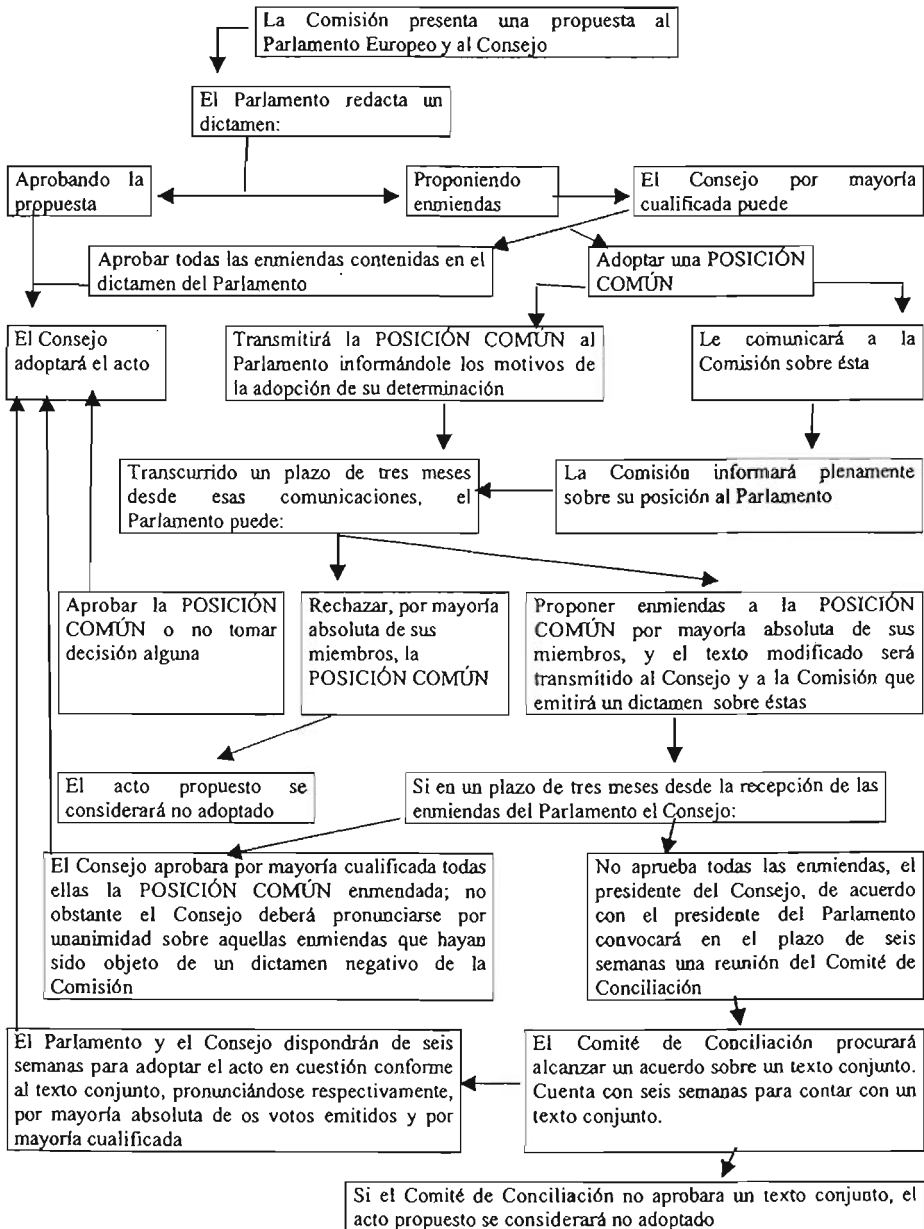 La Comisión presenta una propuesta al
Parlamento Europeo y al Consejo
El Parlamento redacta un
dictamen:
Aprobando la
propuesta
Proponiendo
enmiendas
El Consejo por mayoría
cualificada puede
Aprobar todas las enmiendas contenidas en el
dictamen del Parlamento
Adoptar una POSICIÓN
COMÚN
El Consejo
adoptará el acto
Transmitirá la POSICIÓN COMÚN al
Parlamento informándole los motivos de
la adopción de su determinación
Le comunicará a la
Comisión sobre ésta
Transcurrido un plazo de tres meses
desde esas comunicaciones, el
Parlamento puede:
La Comisión informará plenamente
sobre su posición al Parlamento
Aprobar la POSICIÓN
COMÚN o no tomar
decisión alguna
Rechazar, por mayoría
absoluta de sus
miembros, la
POSICIÓN COMÚN
Proponer enmiendas a la POSICIÓN
COMÚN por mayoría absoluta de sus
miembros, y el texto modificado será
transmitido al Consejo y a la Comisión que
emitirá un dictamen sobre éstas
El acto propuesto se
considerará no adoptado
Si en un plazo de tres meses desde la recepción de las
enmiendas del Parlamento el Consejo:
El Consejo aprobara por mayoría cualificada todas
ellas la POSICIÓN COMÚN enmendada; no
obstante el Consejo deberá pronunciarse por
unanimidad sobre aquellas enmiendas que hayan
sido objeto de un dictamen negativo de la
Comisión
No aprueba todas las enmiendas, el
presidente del Consejo, de acuerdo
con el presidente del Parlamento
convocará en el plazo de seis
semanas una reunión del Comité de
Conciliación
El Parlamento y el Consejo dispondrán de seis
semanas para adoptar el acto en cuestión conforme
al texto conjunto, pronunciándose respectivamente,
por mayoría absoluta de os votos emitidos y por
mayoría cualificada
El Comité de Conciliación procurará
alcanzar un acuerdo sobre un texto conjunto.
Cuenta con seis semanas para contar con un
texto conjunto.
Si el Comité de Conciliación no aprobara un texto conjunto, el
acto propuesto se considerará no adoptado